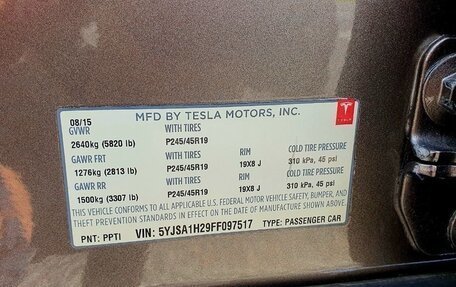 08/15 MFD BY TESLA MOTORS, INC.
GVWR WITH TIRES
2640kg (5820 lb) P245/45R19
GAWR FRT WITH TIRES RIM COLD TIRE PRESSURE
1276kg (2813 lb) P245/45R19 19X8 J 310 kPa, 45 psi
GAWR RR WITH TIRES RIM COLD TIRE PRESSURE
1500kg (3307 lb) P245/45R19 19X8 J 310 kPa, 45 psi
THIS VEHICLE CONFORMS TO ALL APPLICABLE U.S. FEDERAL MOTOR VEHICLE SAFETY, BUMPER, AND
THEFT PREVENTION STANDARDS IN EFFECT ON THE DATE OF MANUFACTURE SHOWN ABOVE.
PNT: PPTI VIN: 5YJSA1H29FF097517 TYPE: PASSENGER CAR
TESLA